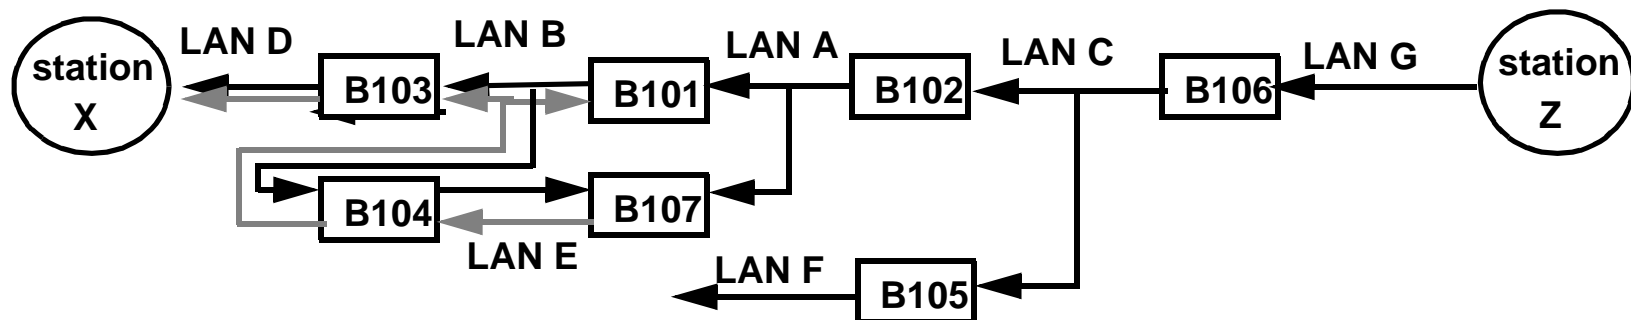 station
X
LAN D
B103
LAN B
B101
LAN A
B102
LAN C
B106
LAN G
station
Z
B104
B107
LAN E
LAN F
B105